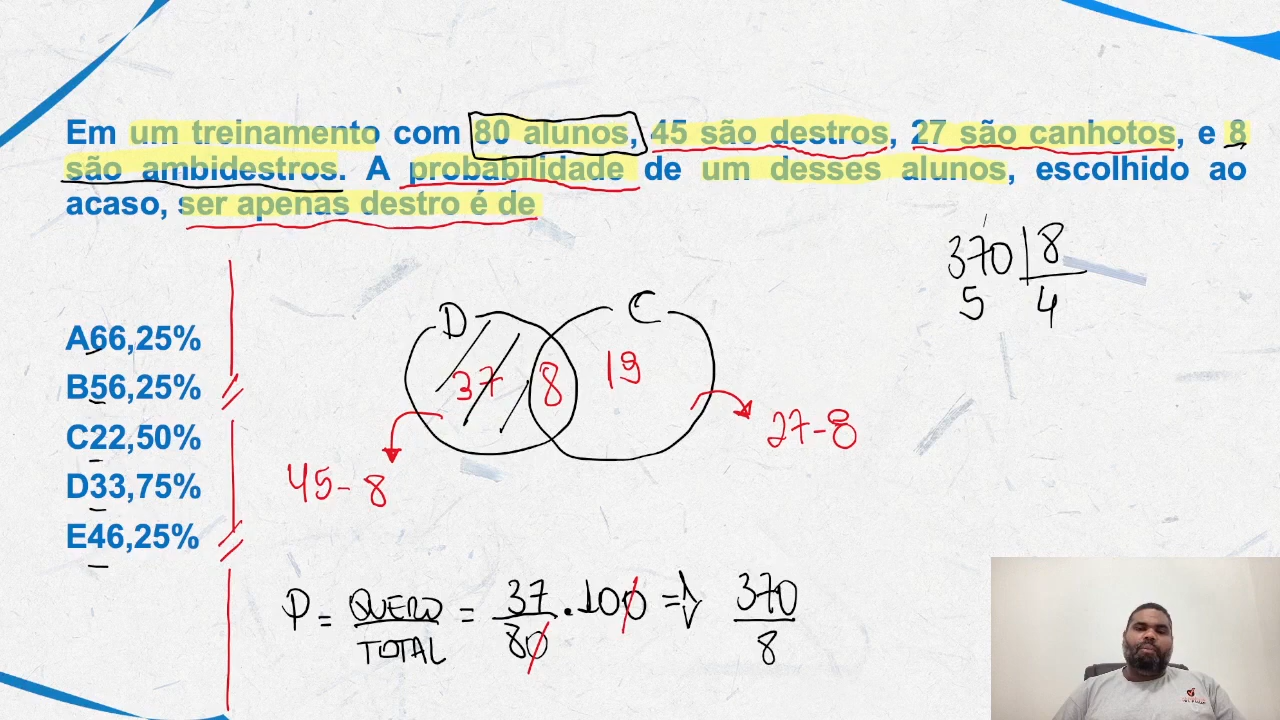 Em um treinamento com 80 alunos, 45 são destros, 27 são canhotos, e 8
são ambidestros. A probabilidade de um desses alunos, escolhido ao
acaso, ser apenas destro é de
370 8
5 4
A66,25%
B56,25%
C22,50%
D33,75%
E46,25%
D C
37 8 19
45-8
27-8
P = QUERO/TOTAL = 37/80 . 100 => 370/8